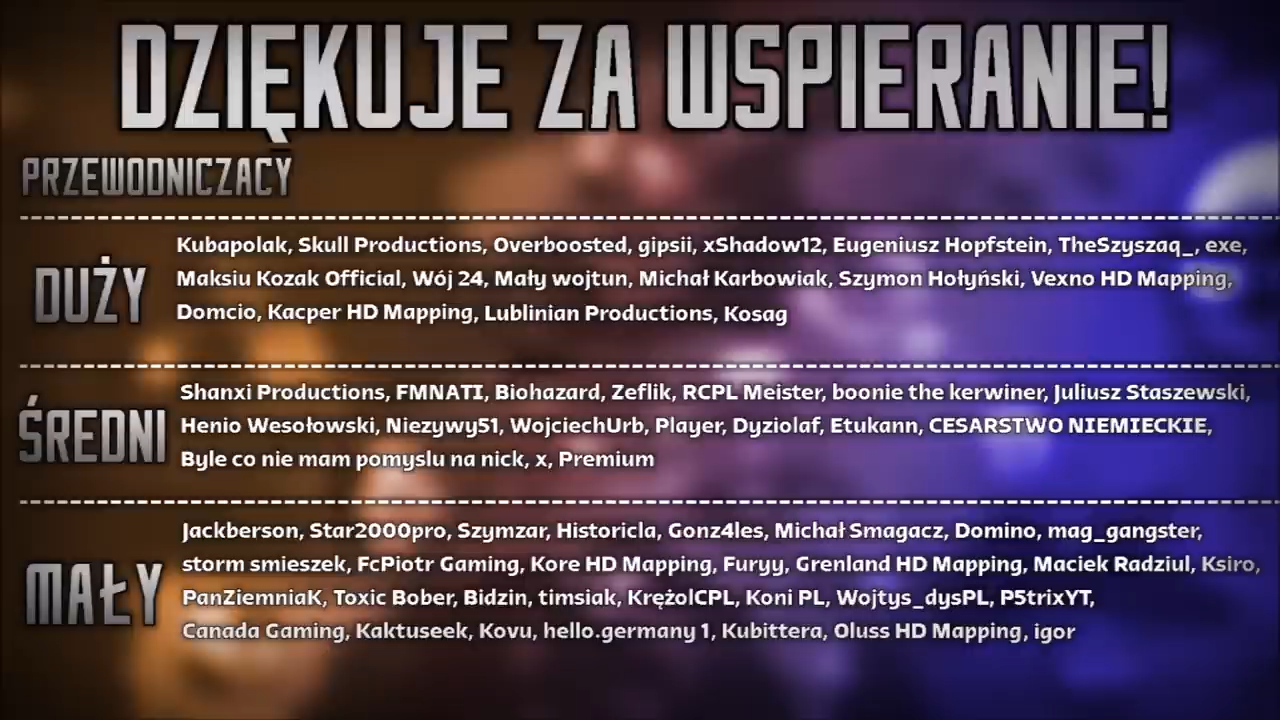 DZIĘKUJE ZA WSPIERANIE!
PRZEWODNICZACY
DUŻY
Kubapolak, Skull Productions, Overboosted, gipsii, xShadow12, Eugeniusz Hopfstein, TheSzyszaq_, exe,
Maksiu Kozak Official, Wój 24, Mały wojtun, Michał Karbowiak, Szymon Hołyński, Vexno HD Mapping,
Domcio, Kacper HD Mapping, Lublinian Productions, Kosag
ŚREDNI
Shanxi Productions, FMNATI, Biohazard, Zeflik, RCPL Meister, boonie the kerwiner, Juliusz Staszewski,
Henio Wesołowski, Niezywy51, WojciechUrb, Player, Dyziolaf, Etukann, CESARSTWO NIEMIECKIE,
Byle co nie mam pomyslu na nick, x, Premium
MAŁY
Jackberson, Star2000pro, Szymzar, Historicla, Gonz4les, Michał Smagacz, Domino, mag_gangster,
storm smieszek, FcPiotr Gaming, Kore HD Mapping, Furyy, Grenland HD Mapping, Maciek Radziul, Ksiro,
PanZiemniaK, Toxic Bober, Bidzin, timsiak, KrężolCPL, Koni PL, Wojtys_dysPL, P5trixYT,
Canada Gaming, Kaktuseek, Kovu, hello.germany 1, Kubittera, Oluss HD Mapping, igor